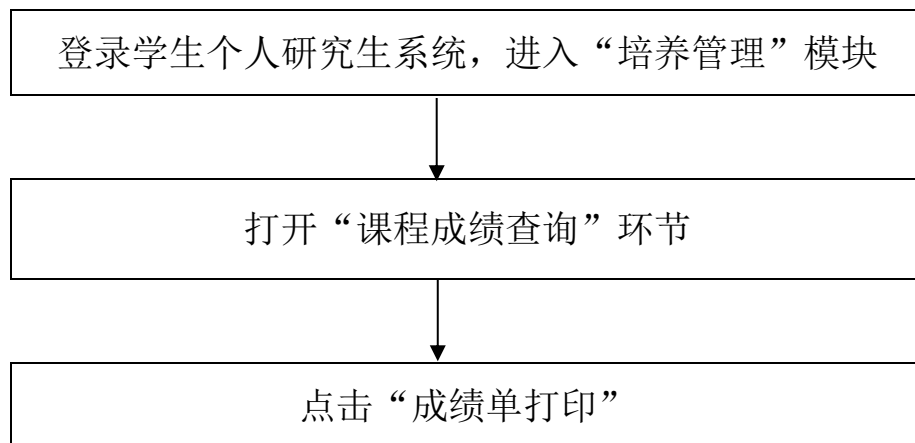 登录学生个人研究生系统，进入“培养管理”模块
打开“课程成绩查询”环节
点击“成绩单打印”